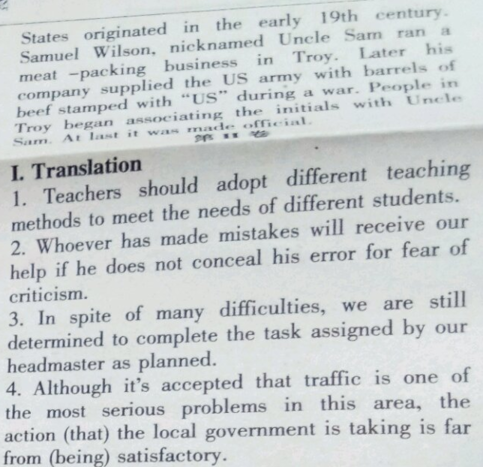 States originated in the early 19th century.
Samuel Wilson, nicknamed Uncle Sam ran a
meat -packing business in Troy. Later his
company supplied the US army with barrels of
beef stamped with “US” during a war. People in
Troy began associating the initials with Uncle
Sam. At last it was made official.
第 II 卷
I. Translation
1. Teachers should adopt different teaching
methods to meet the needs of different students.
2. Whoever has made mistakes will receive our
help if he does not conceal his error for fear of
criticism.
3. In spite of many difficulties, we are still
determined to complete the task assigned by our
headmaster as planned.
4. Although it’s accepted that traffic is one of
the most serious problems in this area, the
action (that) the local government is taking is far
from (being) satisfactory.